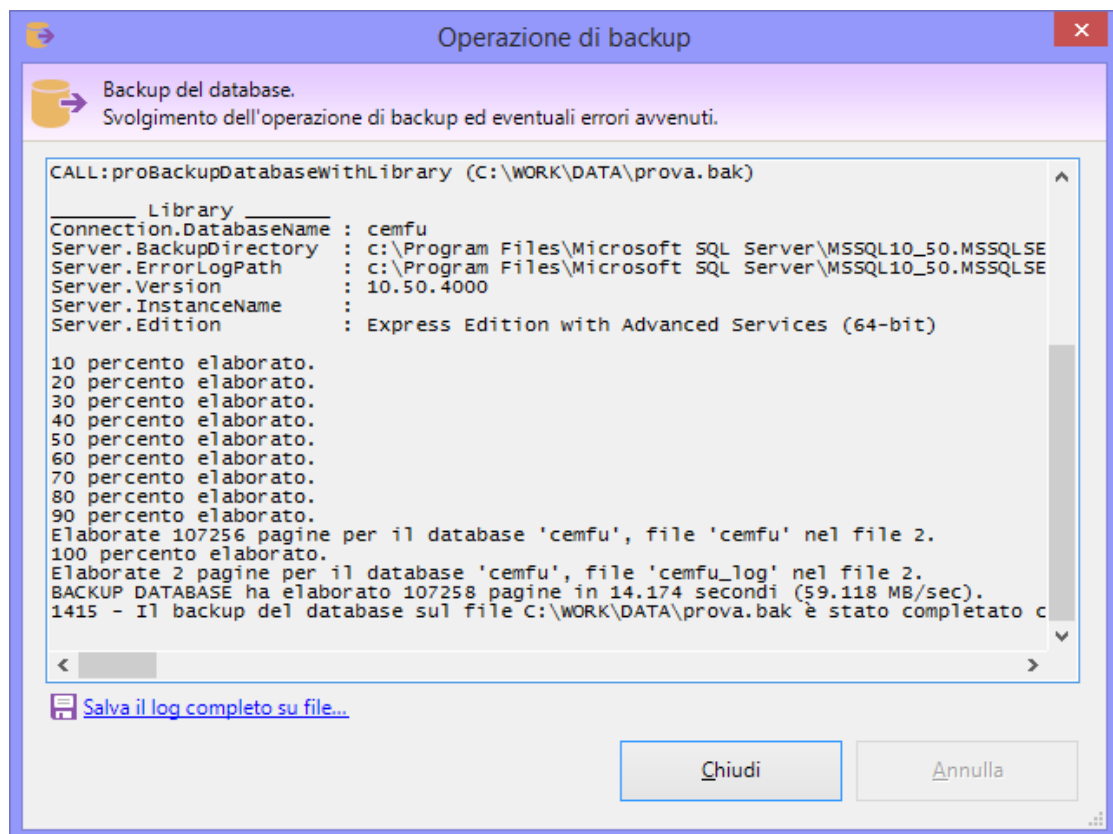 Operazione di backup
Backup del database.
Svolgimento dell'operazione di backup ed eventuali errori avvenuti.
CALL:proBackupDatabaseWithLibrary (C:\WORK\DATA\prova.bak)
_______ Library _______
Connection.DatabaseName : cemfu
Server.BackupDirectory : c:\Program Files\Microsoft SQL Server\MSSQL10_50.MSSQLSE
Server.ErrorLogPath : c:\Program Files\Microsoft SQL Server\MSSQL10_50.MSSQLSE
Server.Version : 10.50.4000
Server.InstanceName :
Server.Edition : Express Edition with Advanced Services (64-bit)
10 percento elaborato.
20 percento elaborato.
30 percento elaborato.
40 percento elaborato.
50 percento elaborato.
60 percento elaborato.
70 percento elaborato.
80 percento elaborato.
90 percento elaborato.
Elaborate 107256 pagine per il database 'cemfu', file 'cemfu' nel file 2.
100 percento elaborato.
Elaborate 2 pagine per il database 'cemfu', file 'cemfu_log' nel file 2.
BACKUP DATABASE ha elaborato 107258 pagine in 14.174 secondi (59.118 MB/sec).
1415 - Il backup del database sul file C:\WORK\DATA\prova.bak è stato completato c
Salva il log completo su file...
Chiudi
Annulla